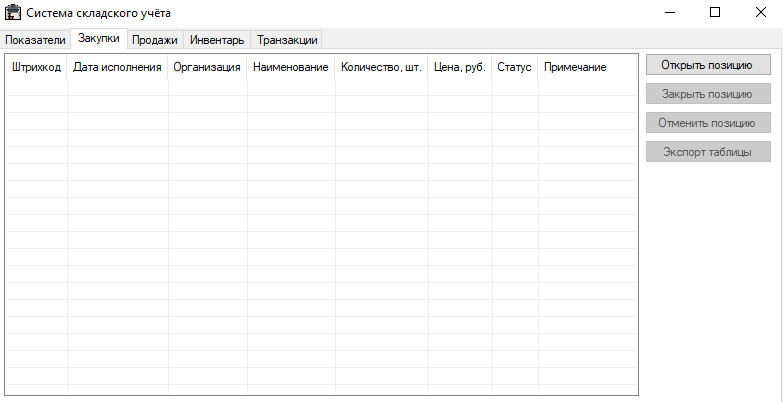 Система складского учёта
Показатели Закупки Продажи Инвентарь Транзакции
Штрихкод Дата исполнения Организация Наименование Количество, шт. Цена, руб. Статус Примечание
Открыть позицию
Закрыть позицию
Отменить позицию
Экспорт таблицы